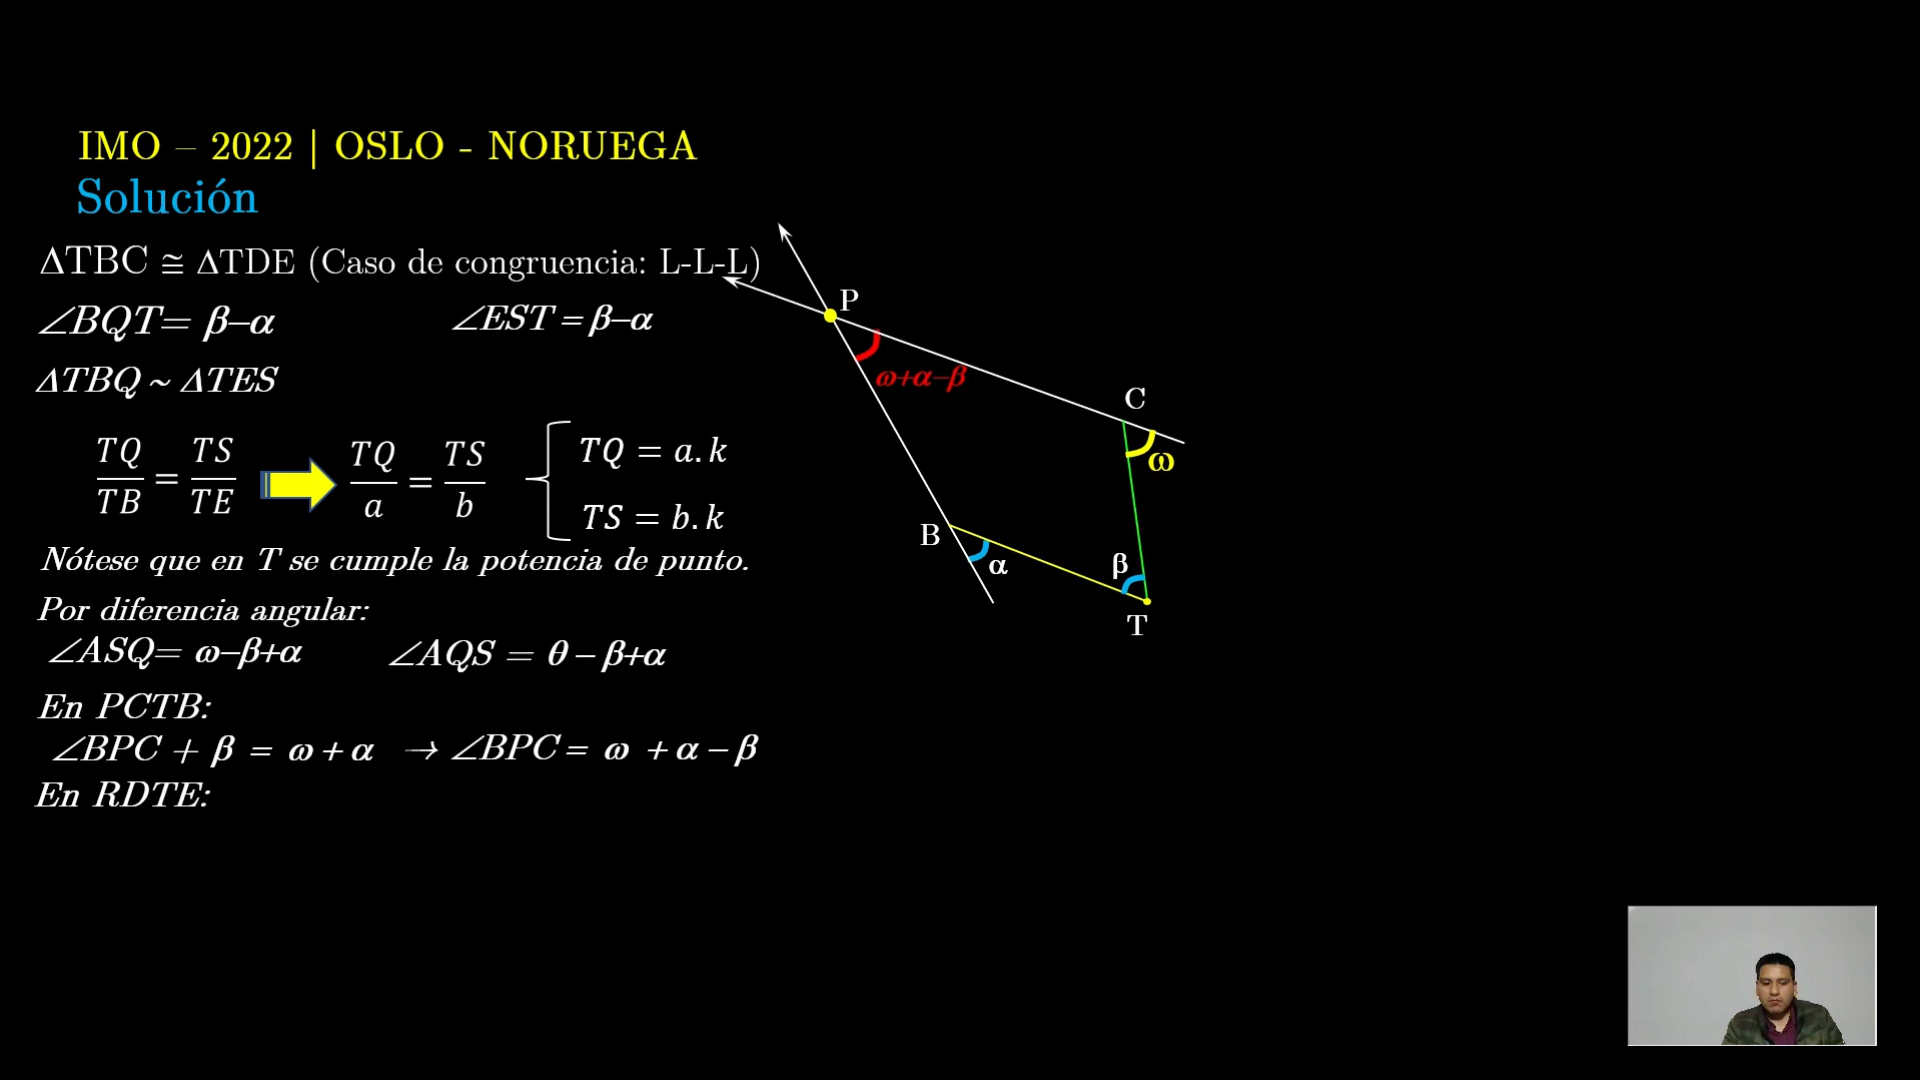 IMO – 2022 | OSLO - NORUEGA
Solución
ΔTBC ≅ ΔTDE (Caso de congruencia: L-L-L)
∠BQT= β–α ∠EST = β–α
ΔTBQ ~ ΔTES
TQ/TB = TS/TE TQ/a = TS/b { TQ = a.k
TS = b.k
Nótese que en T se cumple la potencia de punto.
Por diferencia angular:
∠ASQ= ω–β+α ∠AQS = θ – β+α
En PCTB:
∠BPC + β = ω + α → ∠BPC = ω + α – β
En RDTE:
P
ω+α–β
C
ω
B
α
β
T